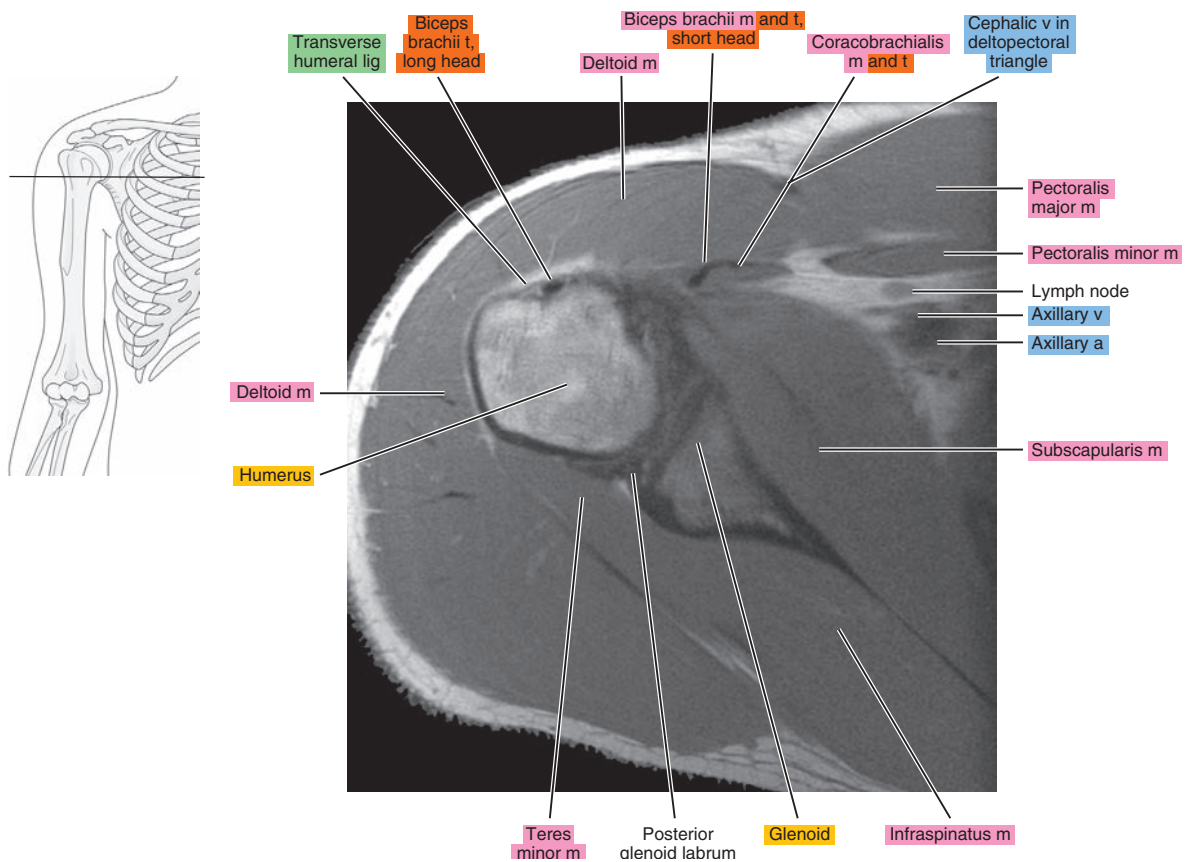 Transverse
humeral lig
Biceps
brachii t,
long head
Deltoid m
Biceps brachii m and t,
short head
Coracobrachialis
m and t
Cephalic v in
deltopectoral
triangle
Pectoralis
major m
Pectoralis minor m
Lymph node
Axillary v
Axillary a
Deltoid m
Subscapularis m
Humerus
Teres
minor m
Posterior
glenoid labrum
Glenoid
Infraspinatus m